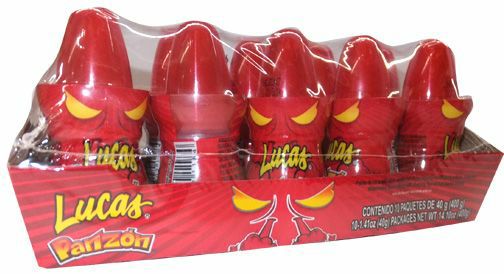 Lucas
Lucas
Lucas
Lucas
Lucas
Panzón
CONTENIDO 10 PAQUETES DE 40 g (400 g)
10-1.41oz (40g) PACKAGES NET WT 14.10oz (400g)